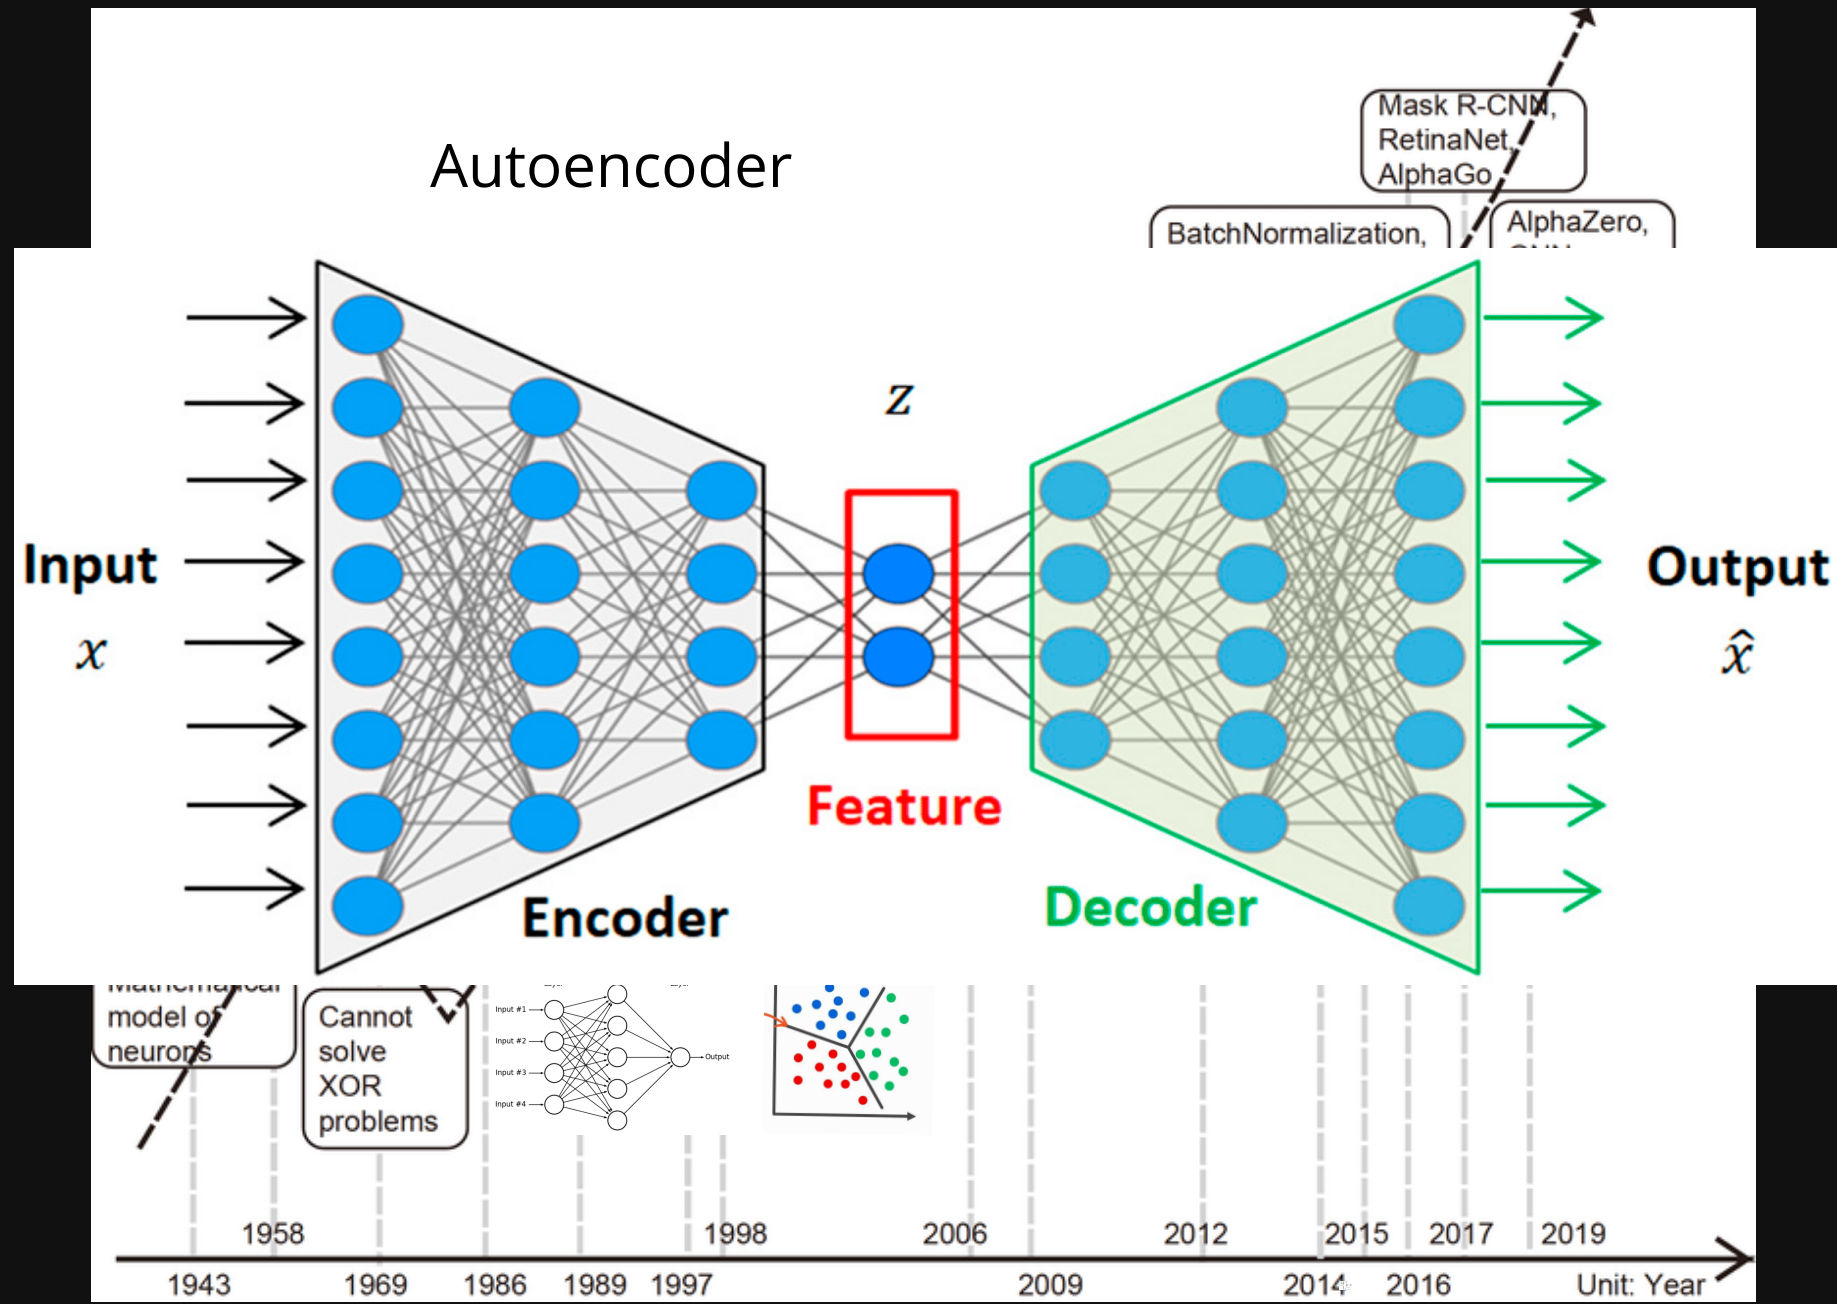 Autoencoder
Mask R-CNN,
RetinaNet,
AlphaGo
BatchNormalization,
AlphaZero,
z
Input
x
Output
x̂
Feature
Encoder
Decoder
Mathematical
model of
neurons
Cannot
solve
XOR
problems
Input #1
Input #2
Input #3
Input #4
Output
1958
1998
2006
2012
2015
2017
2019
1943
1969
1986
1989
1997
2009
2014
2016
Unit: Year